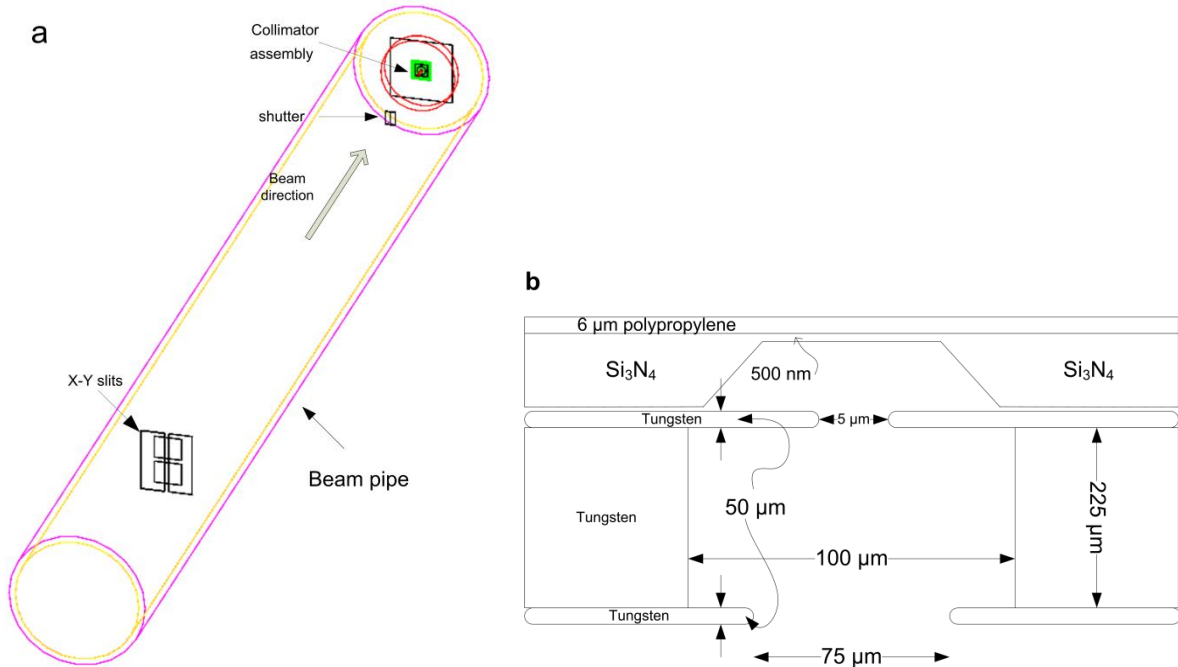 a
Collimator
assembly
shutter
Beam
direction
X-Y slits
Beam pipe
b
6 µm polypropylene
Si₃N₄
500 nm
Si₃N₄
Tungsten
5 µm
50 µm
Tungsten
225 µm
100 µm
Tungsten
75 µm